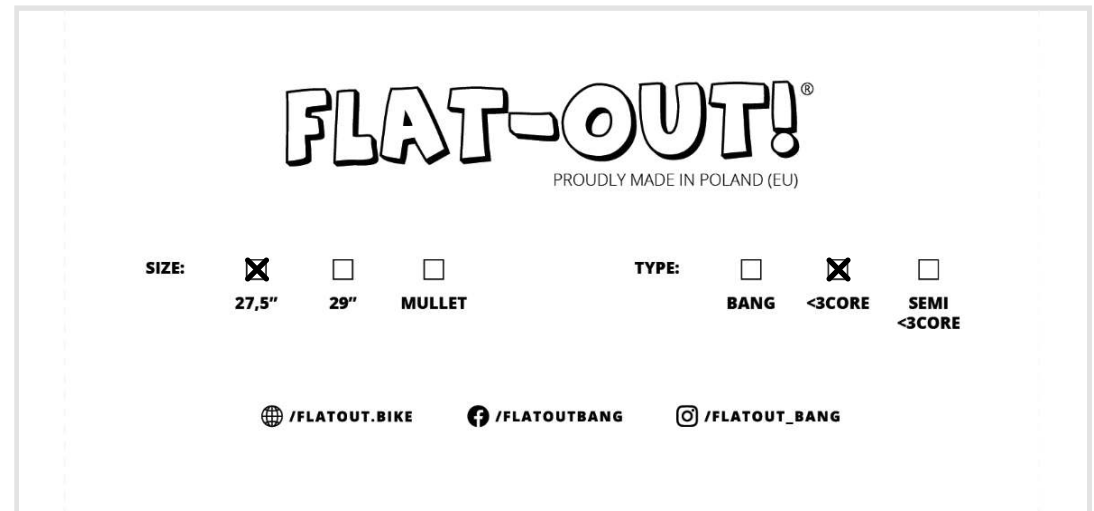 FLAT-OUT!®
PROUDLY MADE IN POLAND (EU)
SIZE:
27,5” 29” MULLET
TYPE:
BANG <3CORE SEMI
<3CORE
/FLATOUT.BIKE /FLATOUTBANG /FLATOUT_BANG